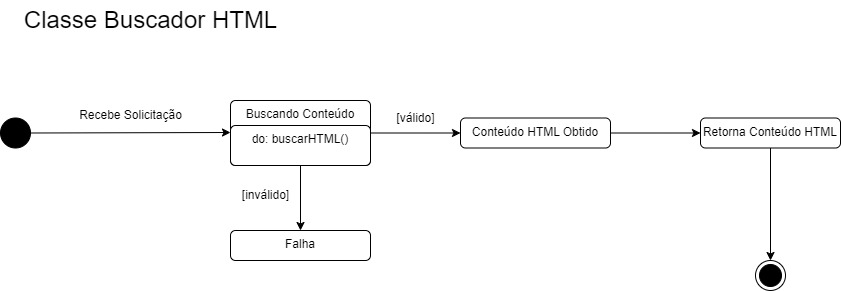 Classe Buscador HTML
Recebe Solicitação
Buscando Conteúdo
do: buscarHTML()
[válido]
Conteúdo HTML Obtido
Retorna Conteúdo HTML
[inválido]
Falha